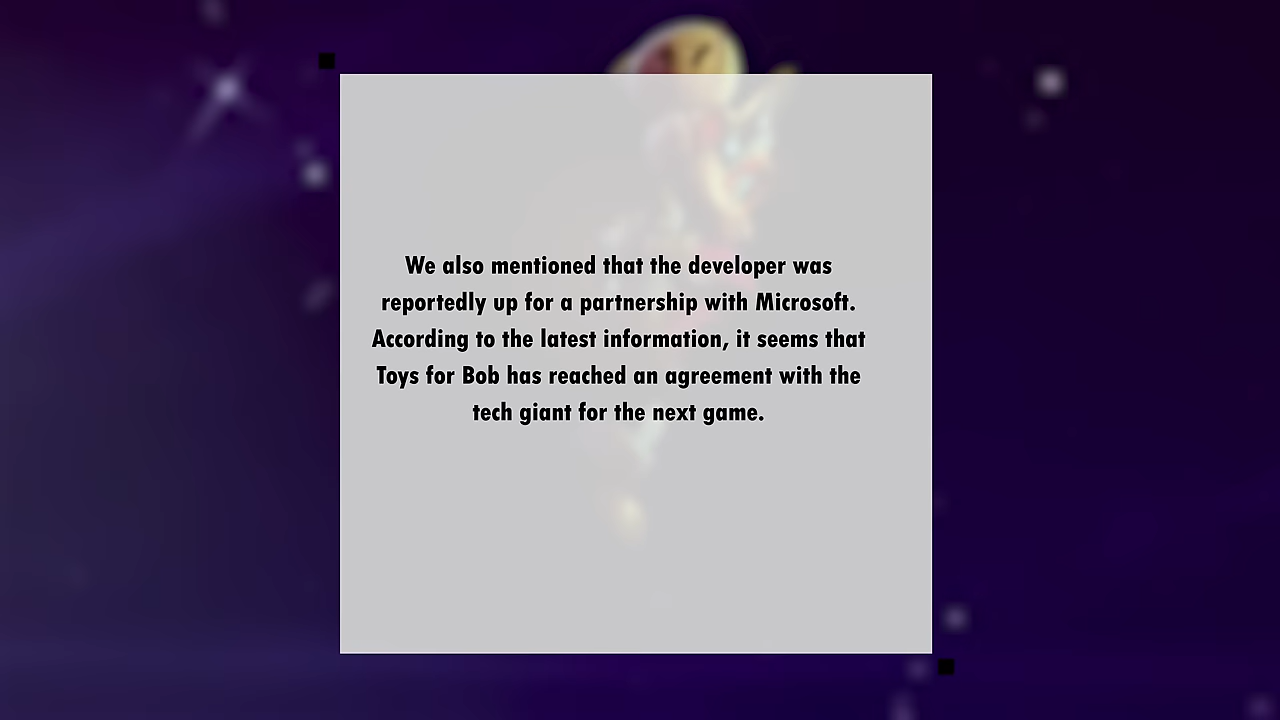 We also mentioned that the developer was
reportedly up for a partnership with Microsoft.
According to the latest information, it seems that
Toys for Bob has reached an agreement with the
tech giant for the next game.